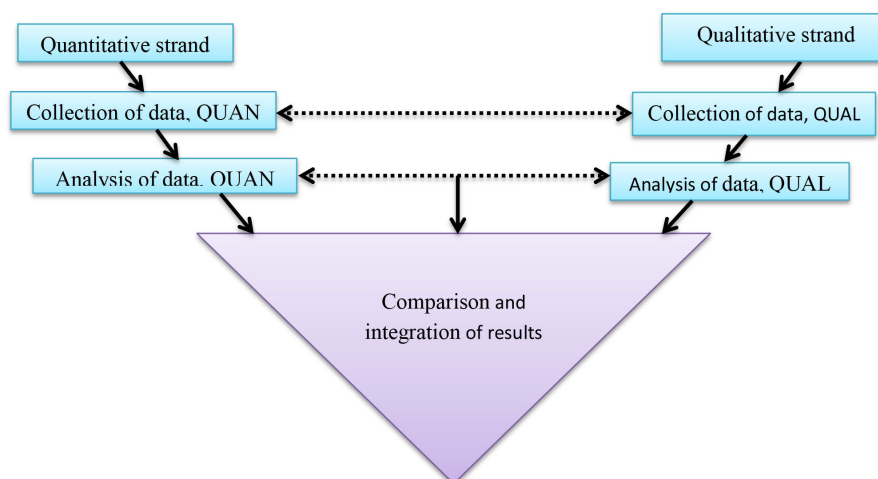 Quantitative strand
Qualitative strand
Collection of data, QUAN
Collection of data, QUAL
Analysis of data, QUAN
Analysis of data, QUAL
Comparison and
integration of results